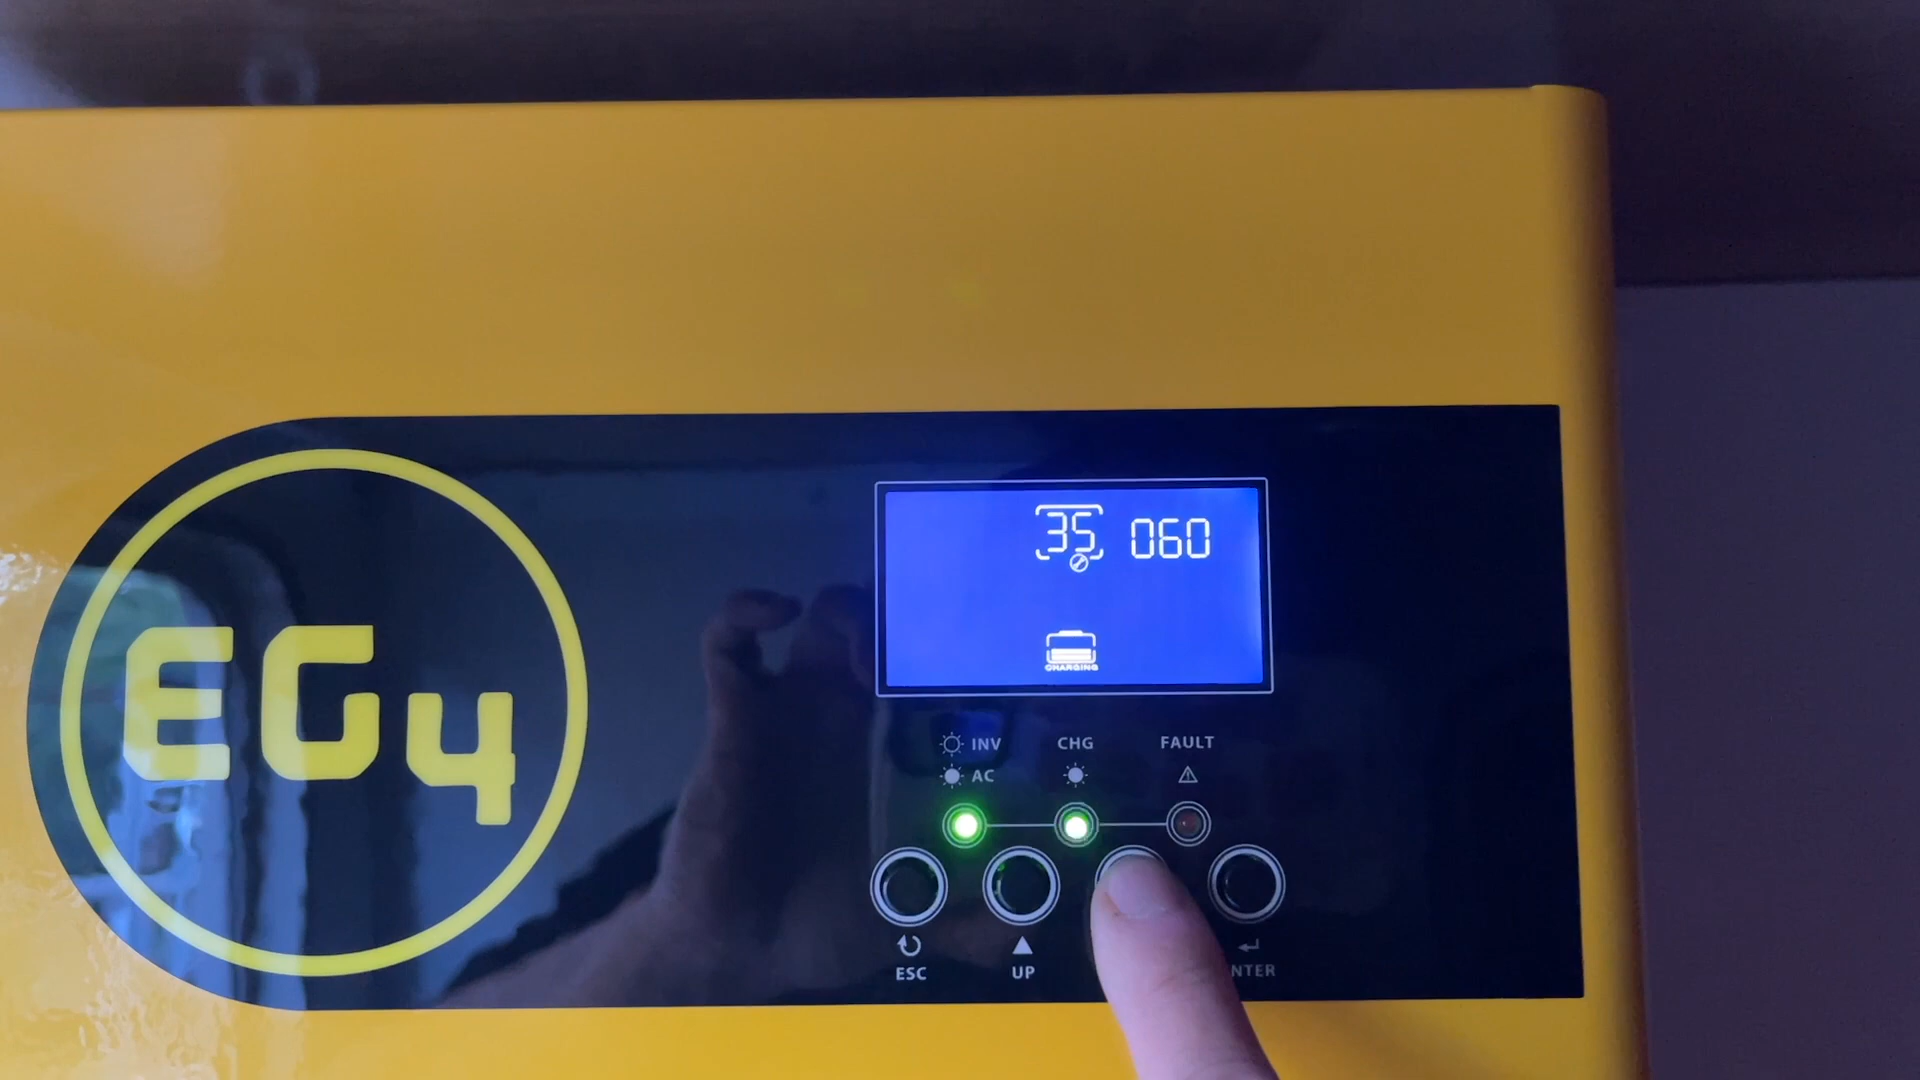 EG4
35 060
CHARGING
INV CHG FAULT
AC
ESC UP NTER